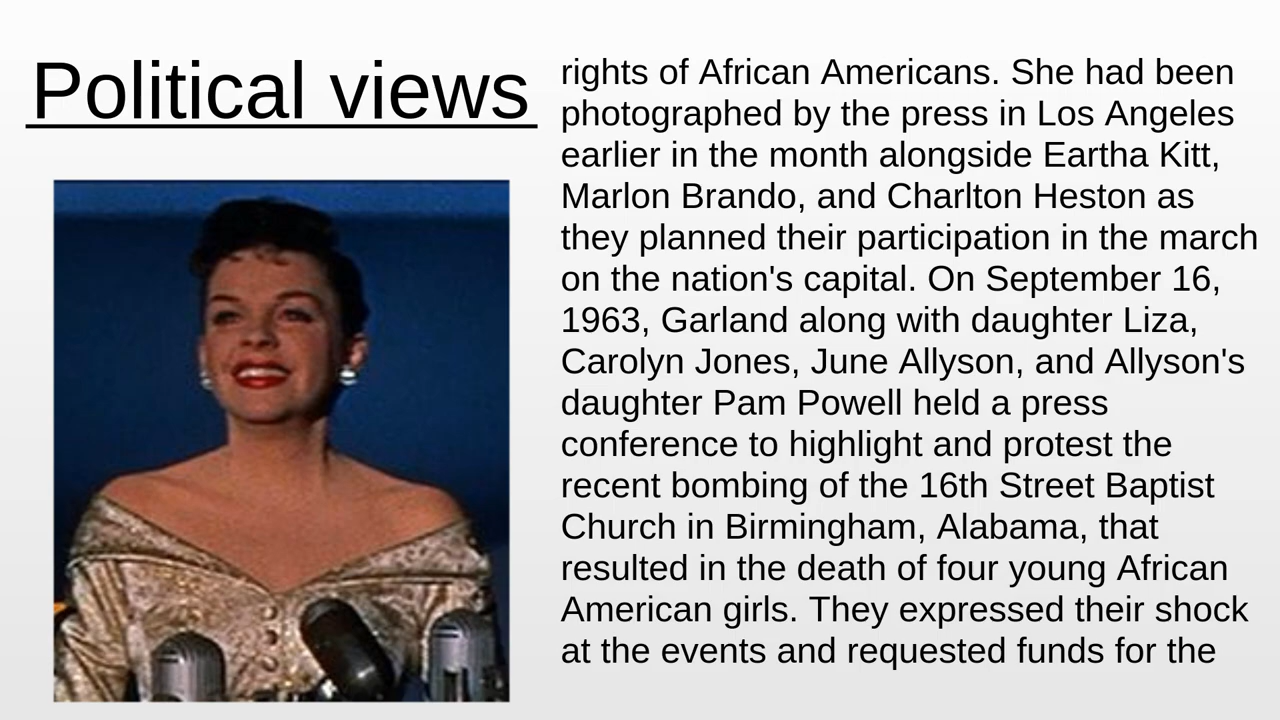 Political views
rights of African Americans. She had been
photographed by the press in Los Angeles
earlier in the month alongside Eartha Kitt,
Marlon Brando, and Charlton Heston as
they planned their participation in the march
on the nation's capital. On September 16,
1963, Garland along with daughter Liza,
Carolyn Jones, June Allyson, and Allyson's
daughter Pam Powell held a press
conference to highlight and protest the
recent bombing of the 16th Street Baptist
Church in Birmingham, Alabama, that
resulted in the death of four young African
American girls. They expressed their shock
at the events and requested funds for the